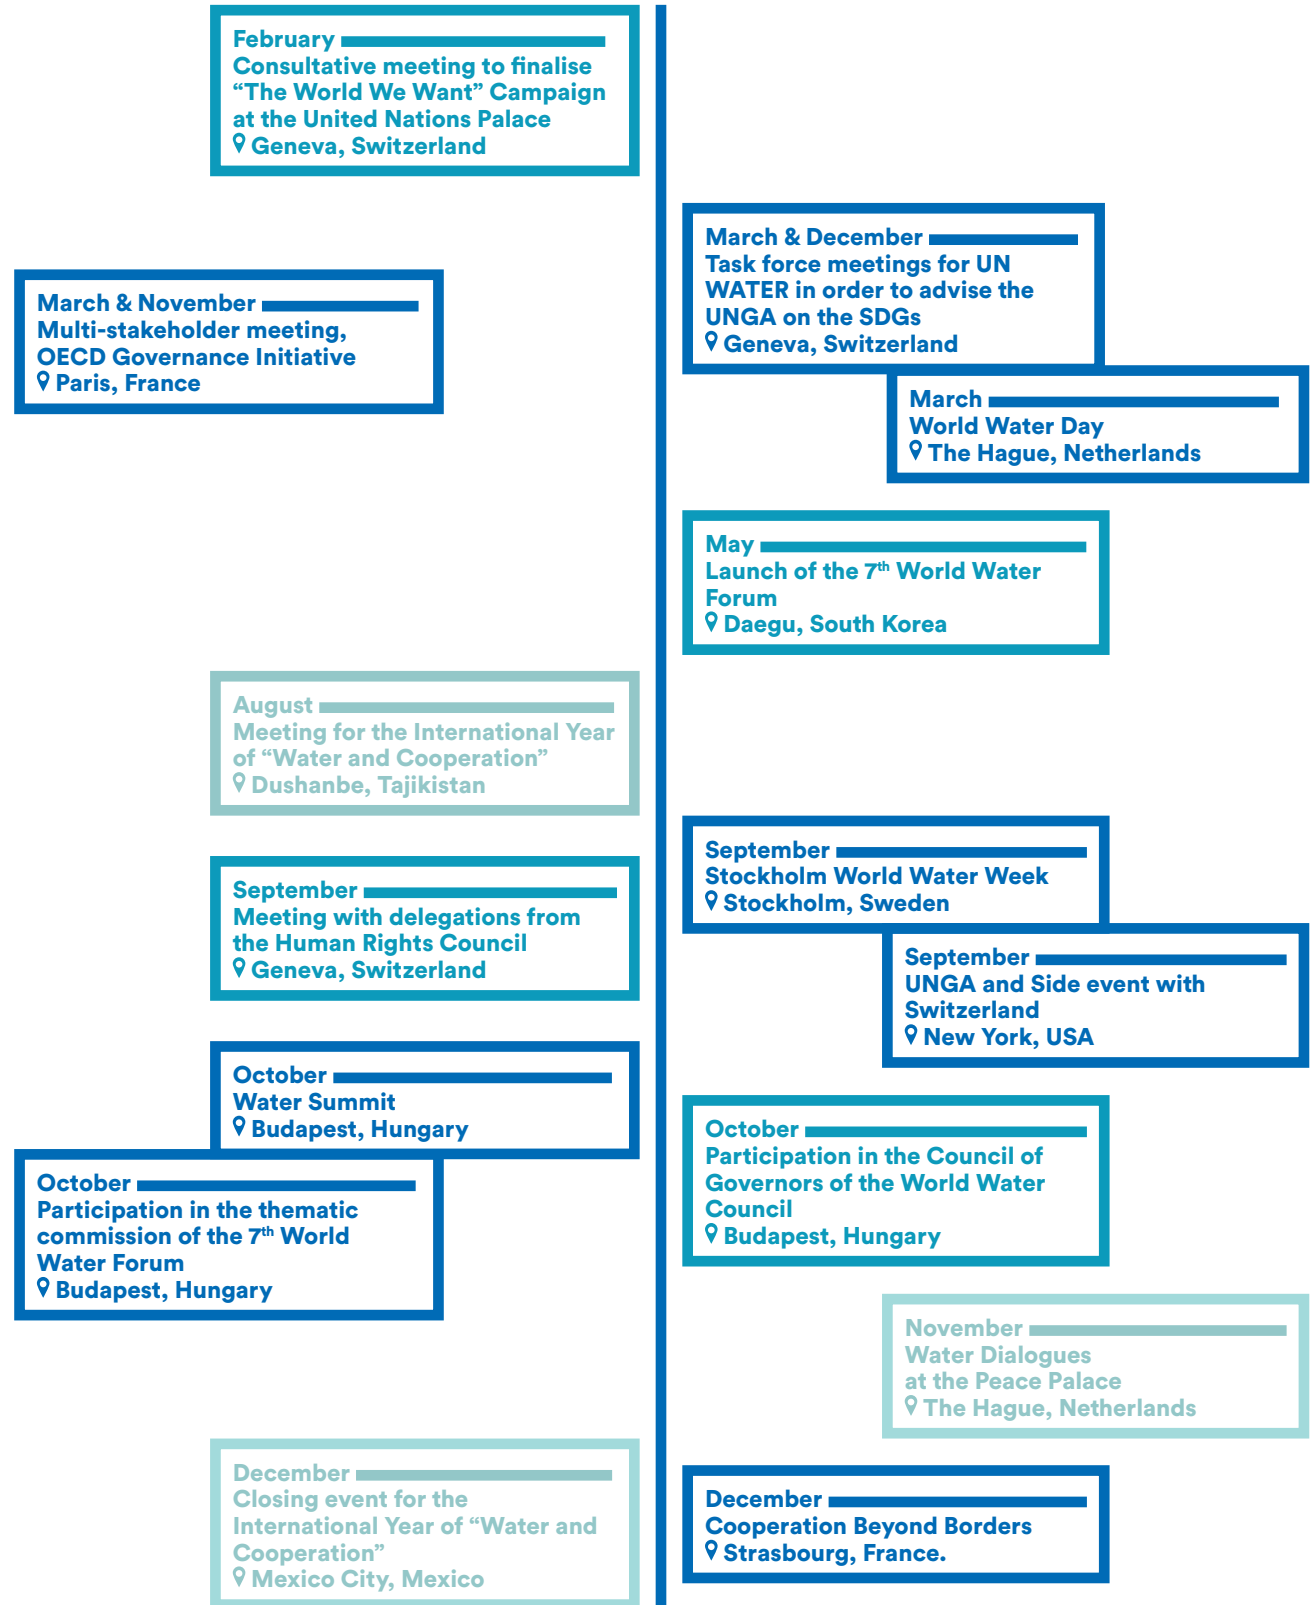 February
Consultative meeting to finalise
“The World We Want” Campaign
at the United Nations Palace
Geneva, Switzerland
March & December
Task force meetings for UN
WATER in order to advise the
UNGA on the SDGs
Geneva, Switzerland
March & November
Multi-stakeholder meeting,
OECD Governance Initiative
Paris, France
March
World Water Day
The Hague, Netherlands
May
Launch of the 7th World Water
Forum
Daegu, South Korea
August
Meeting for the International Year
of “Water and Cooperation”
Dushanbe, Tajikistan
September
Stockholm World Water Week
Stockholm, Sweden
September
Meeting with delegations from
the Human Rights Council
Geneva, Switzerland
September
UNGA and Side event with
Switzerland
New York, USA
October
Water Summit
Budapest, Hungary
October
Participation in the Council of
Governors of the World Water
Council
Budapest, Hungary
October
Participation in the thematic
commission of the 7th World
Water Forum
Budapest, Hungary
November
Water Dialogues
at the Peace Palace
The Hague, Netherlands
December
Closing event for the
International Year of “Water and
Cooperation”
Mexico City, Mexico
December
Cooperation Beyond Borders
Strasbourg, France.